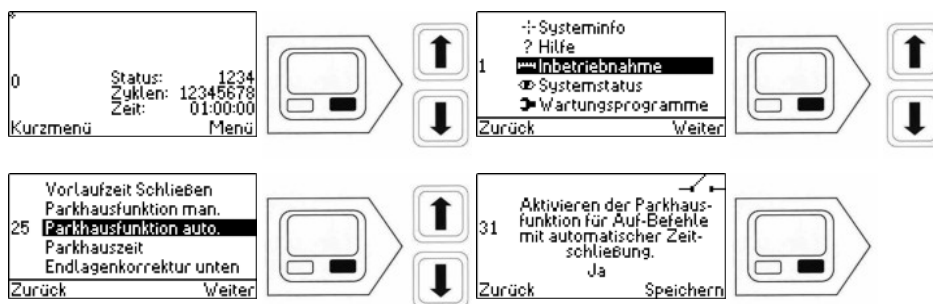 0
Status: 1234
Zyklen: 12345678
Zeit: 01:00:00
Kurzmenü Menü
Systeminfo
? Hilfe
1 Inbetriebnahme
Systemstatus
Wartungsprogramme
Zurück Weiter
Vorlaufzeit Schließen
Parkhausfunktion man.
25 Parkhausfunktion auto.
Parkhauszeit
Endlagenkorrektur unten
Zurück Weiter
31
Aktivieren der Parkhaus-
funktion für Auf-Befehle
mit automatischer Zeit-
schließung.
Ja
Zurück Speichern